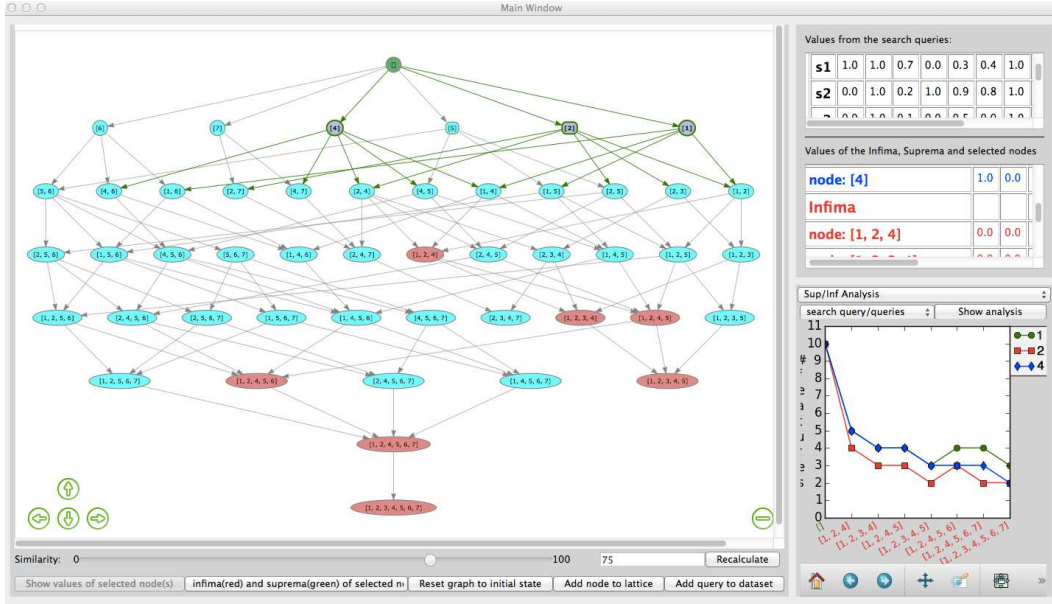 Main Window
[]
[6] [7] [4] [5] [2] [1]
[5, 6] [4, 6] [1, 6] [2, 7] [4, 7] [2, 4] [4, 5] [1, 4] [1, 5] [2, 5] [2, 3] [1, 2]
[2, 5, 6] [1, 5, 6] [4, 5, 6] [5, 6, 7] [1, 4, 6] [2, 4, 7] [1, 2, 4] [2, 4, 5] [2, 3, 4] [1, 4, 5] [1, 2, 5] [1, 2, 3]
[1, 2, 5, 6] [2, 4, 5, 6] [2, 5, 6, 7] [1, 5, 6, 7] [1, 4, 5, 6] [4, 5, 6, 7] [2, 3, 4, 7] [1, 2, 3, 4] [1, 2, 4, 5] [1, 2, 3, 5]
[1, 2, 5, 6, 7] [1, 2, 4, 5, 6] [2, 4, 5, 6, 7] [1, 4, 5, 6, 7] [1, 2, 3, 4, 5]
[1, 2, 4, 5, 6, 7]
[1, 2, 3, 4, 5, 6, 7]
Similarity: 0 100 75 Recalculate
Show values of selected node(s) infima(red) and suprema(green) of selected n Reset graph to initial state Add node to lattice Add query to dataset
Values from the search queries:
s1 1.0 1.0 0.7 0.0 0.3 0.4 1.0
s2 0.0 1.0 0.2 1.0 0.9 0.8 1.0
Values of the Infima, Suprema and selected nodes
node: [4] 1.0 0.0
Infima
node: [1, 2, 4] 0.0 0.0
Sup/Inf Analysis
search query/queries Show analysis
11
10
9
8
7
6
5
4
3
2
1
0
1
2
4
[]
[1, 2, 4]
[1, 2, 3, 4]
[1, 2, 4, 5]
[1, 2, 3, 4, 5]
[1, 2, 4, 5, 6]
[1, 2, 4, 5, 6, 7]
[1, 2, 3, 4, 5, 6, 7]